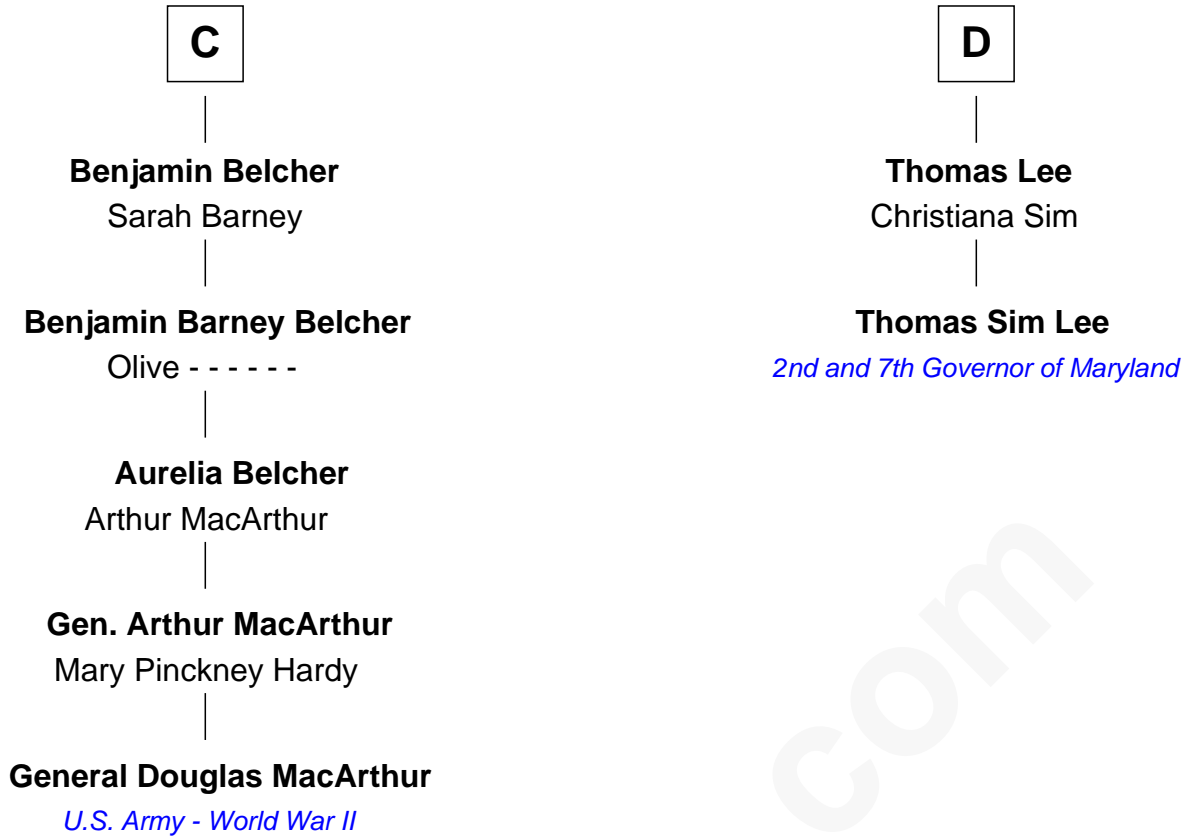 C
Benjamin Belcher
Sarah Barney
Benjamin Barney Belcher
Olive - - - - - -
Aurelia Belcher
Arthur MacArthur
Gen. Arthur MacArthur
Mary Pinckney Hardy
General Douglas MacArthur
U.S. Army - World War II
D
Thomas Lee
Christiana Sim
Thomas Sim Lee
2nd and 7th Governor of Maryland
com